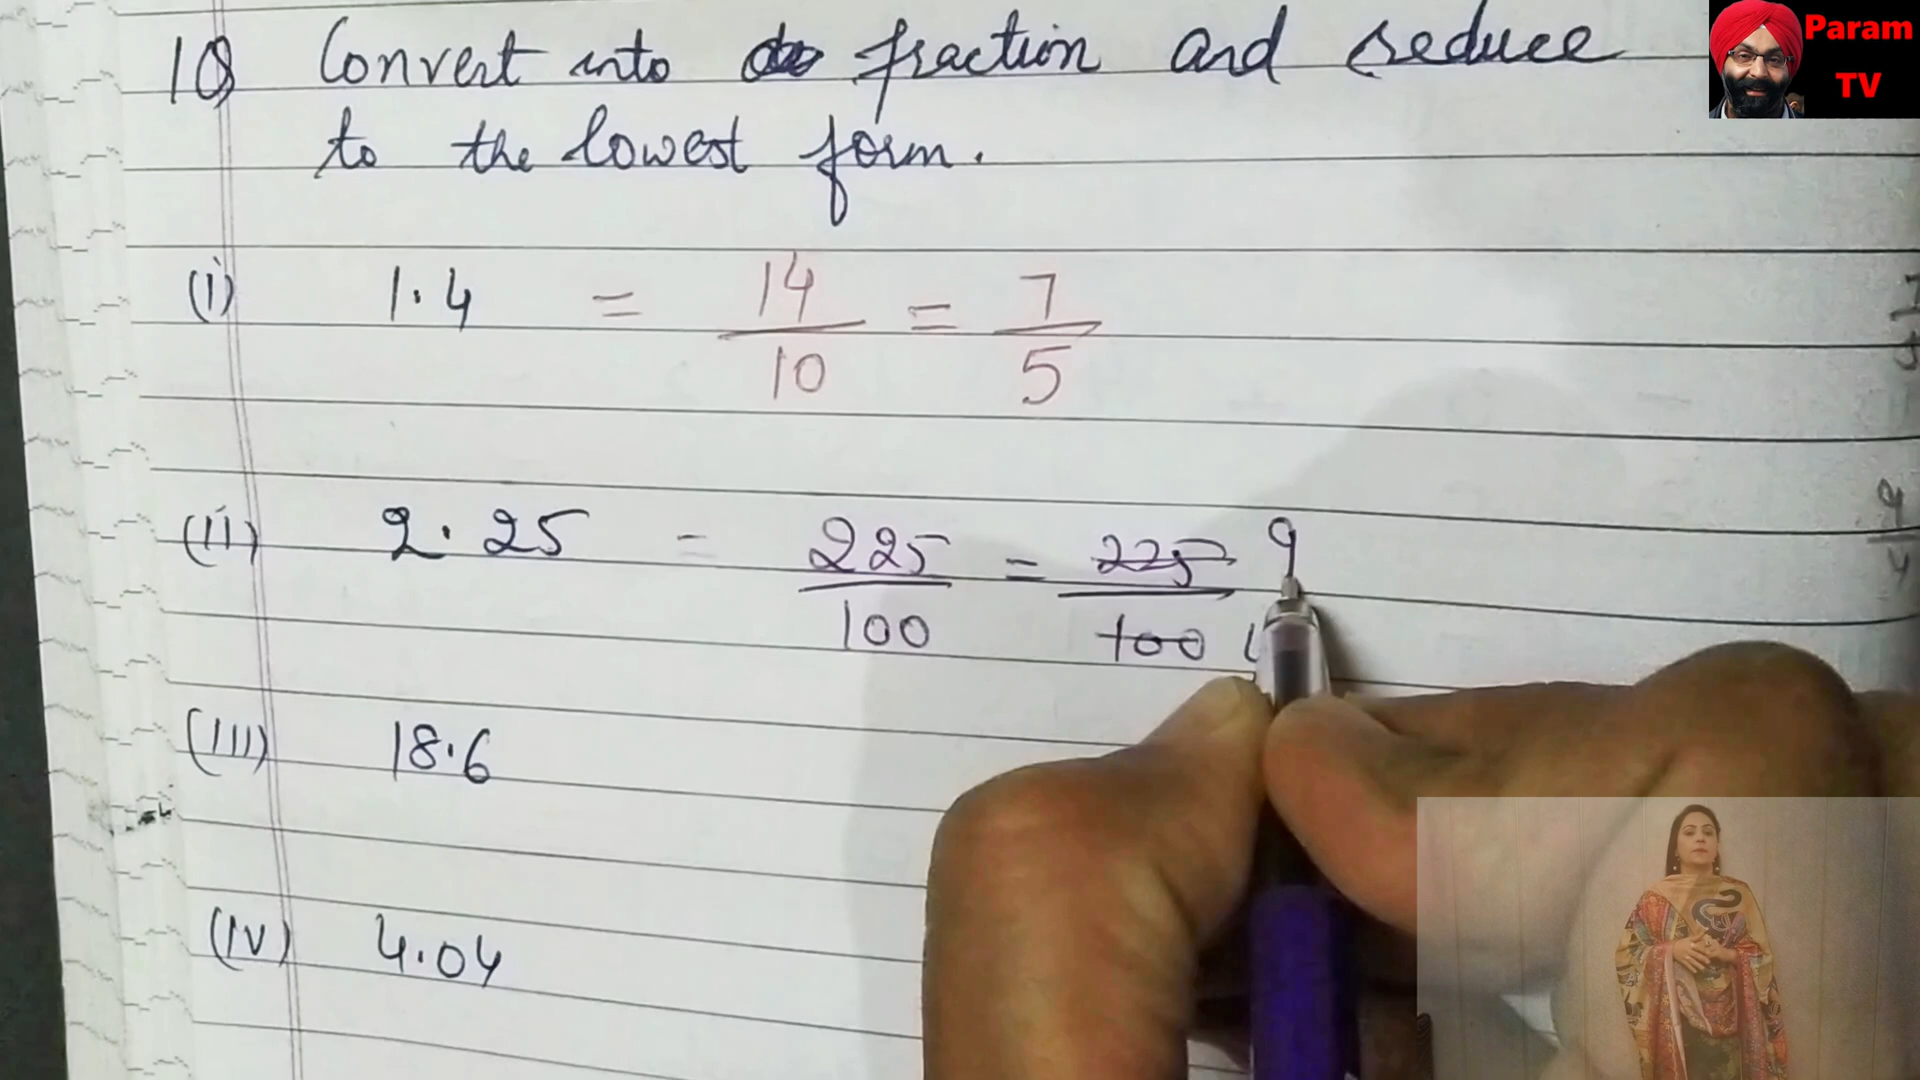 Param
TV
1Q Convert into fraction and reduce
to the lowest form.
(i) 1.4 = 14/10 = 7/5
(ii) 2.25 = 225/100 = 225/100 9
(III) 18.6
(IV) 4.04